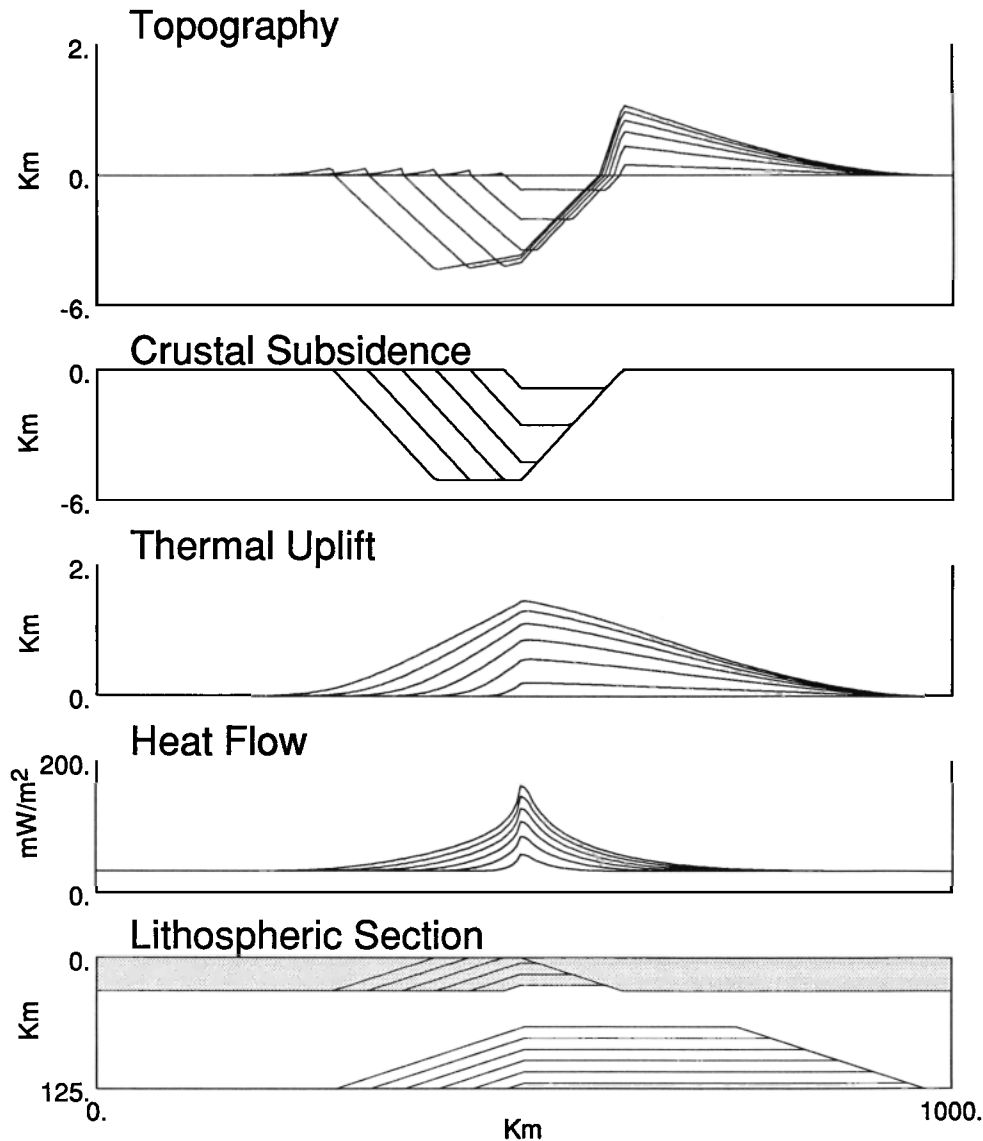 Topography
2.
Km
0.
-6.
Crustal Subsidence
0.
Km
-6.
Thermal Uplift
2.
Km
0.
Heat Flow
200.
mW/m²
0.
Lithospheric Section
0.
Km
125.
0.
1000.
Km